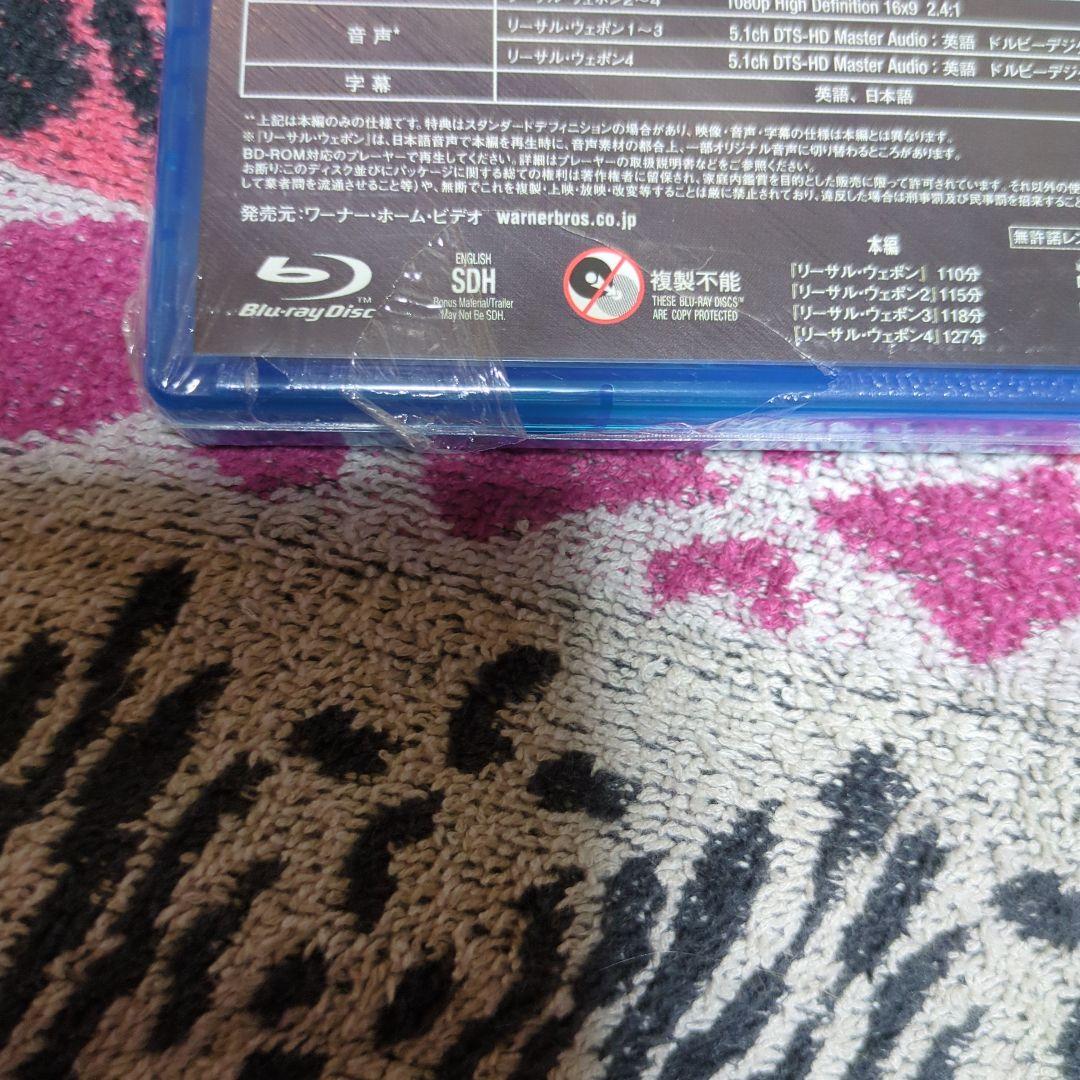 リーサル・ウェポン2～4 1080p High Definition 16x9 2.4:1
音声*
リーサル・ウェポン1～3 5.1ch DTS-HD Master Audio：英語 ドルビーデジ
リーサル・ウェポン4 5.1ch DTS-HD Master Audio：英語 ドルビーデジ
字幕 英語、日本語
*上記は本編のみの仕様です。特典はスタンダードデフィニションの場合があり、映像・音声・字幕の仕様は本編とは異なります。
※『リーサル・ウェポン』は、日本語音声で本編を再生時に、音声素材の都合上、一部オリジナル音声に切り替わるところがあります。
BD-ROM対応のプレーヤーで再生してください。詳細はプレーヤーの取扱説明書などをご参照ください。
お断り：このディスク並びにパッケージに関する総ての権利は著作権者に留保され、家庭内鑑賞を目的とした販売に限って許可されています。それ以外の使
して業者間を流通させること等)や、無断でこれを複製・上映・放映・改変等することは厳に禁止されており、違反した場合は刑事罰及び民事罰を招来するこ
発売元：ワーナー・ホーム・ビデオ warnerbros.co.jp
Blu-ray Disc™
ENGLISH
SDH
Bonus Material/Trailer
May Not Be SDH.
複製不能
THESE BLU-RAY DISCS™
ARE COPY PROTECTED
本編
『リーサル・ウェポン』 110分
『リーサル・ウェポン2』115分
『リーサル・ウェポン3』118分
『リーサル・ウェポン4』127分
無許諾レン